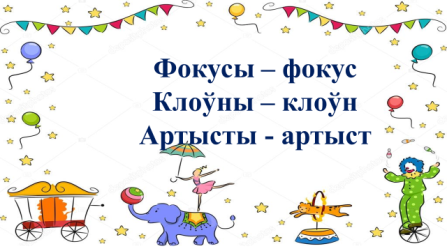 Фокусы – фокус
Клоўны – клоўн
Артысты - артыст